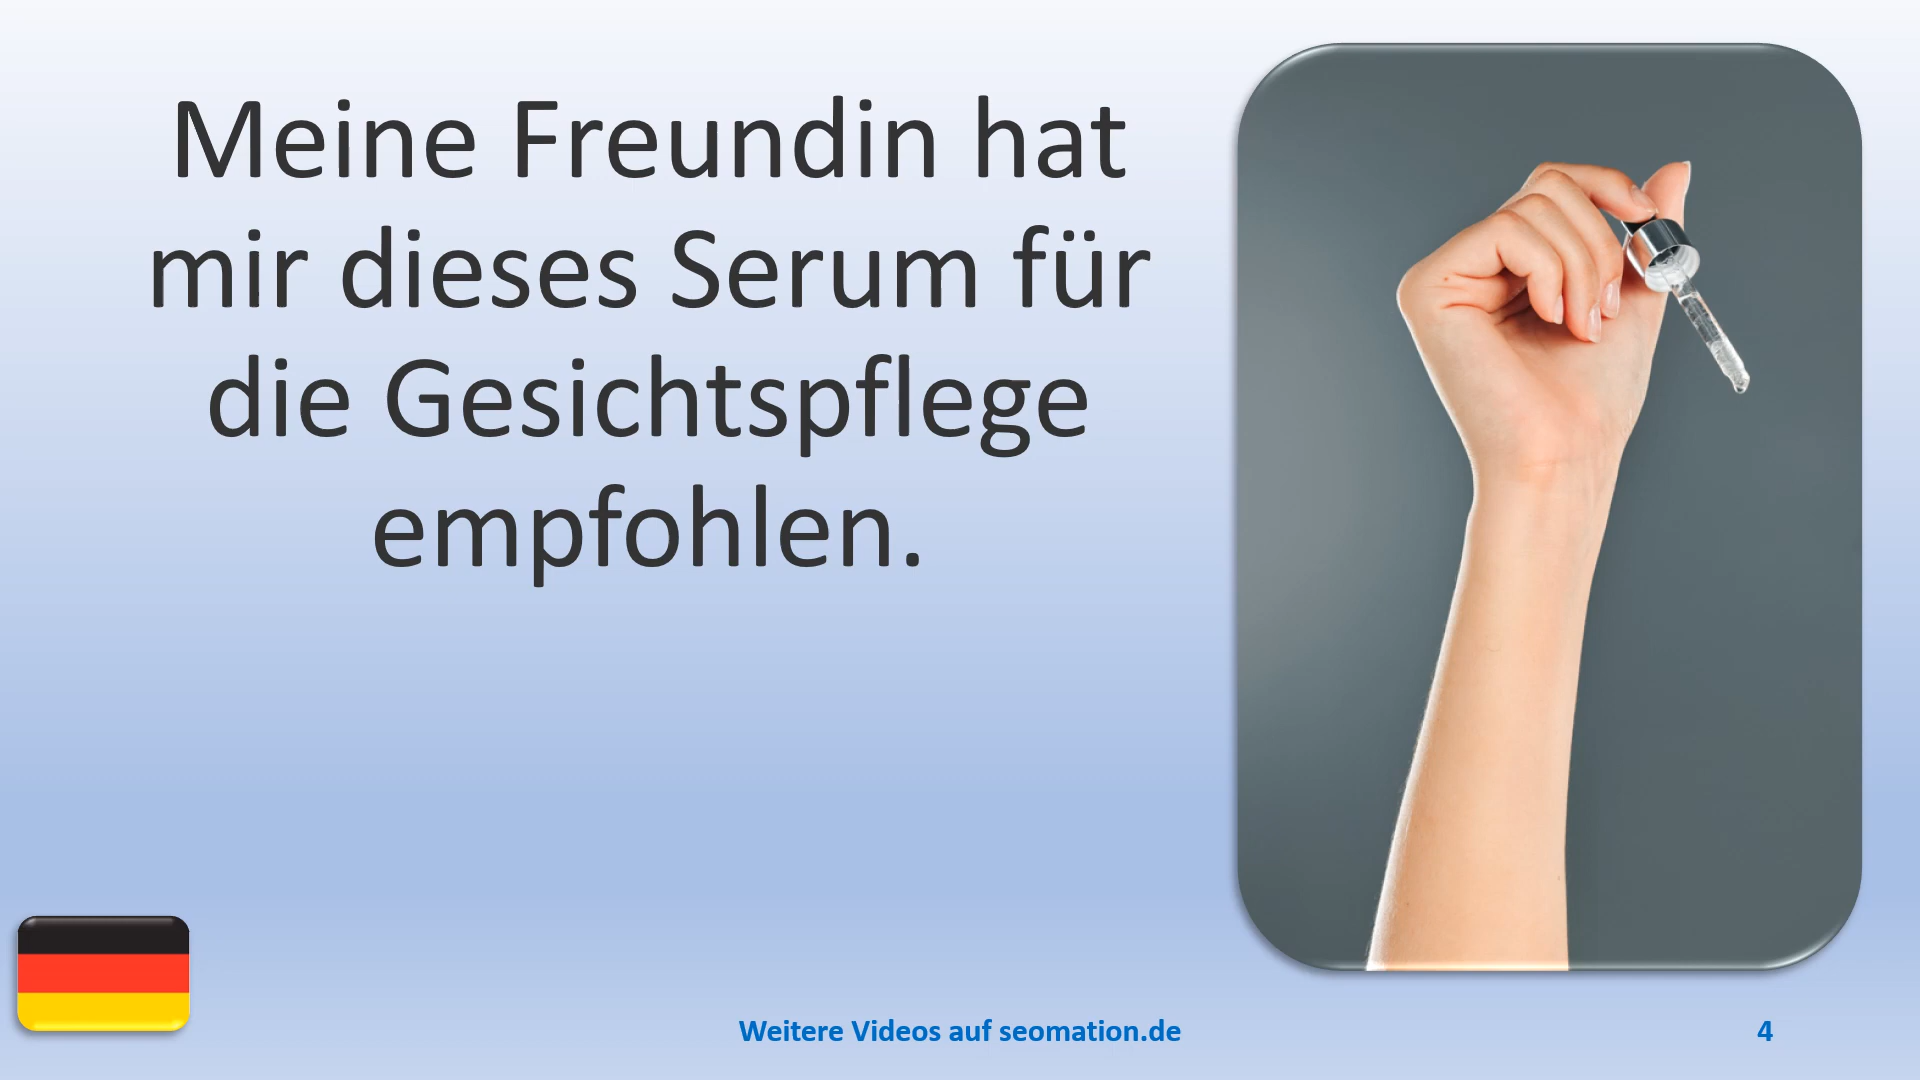 Meine Freundin hat
mir dieses Serum für
die Gesichtspflege
empfohlen.
Weitere Videos auf seomation.de
4